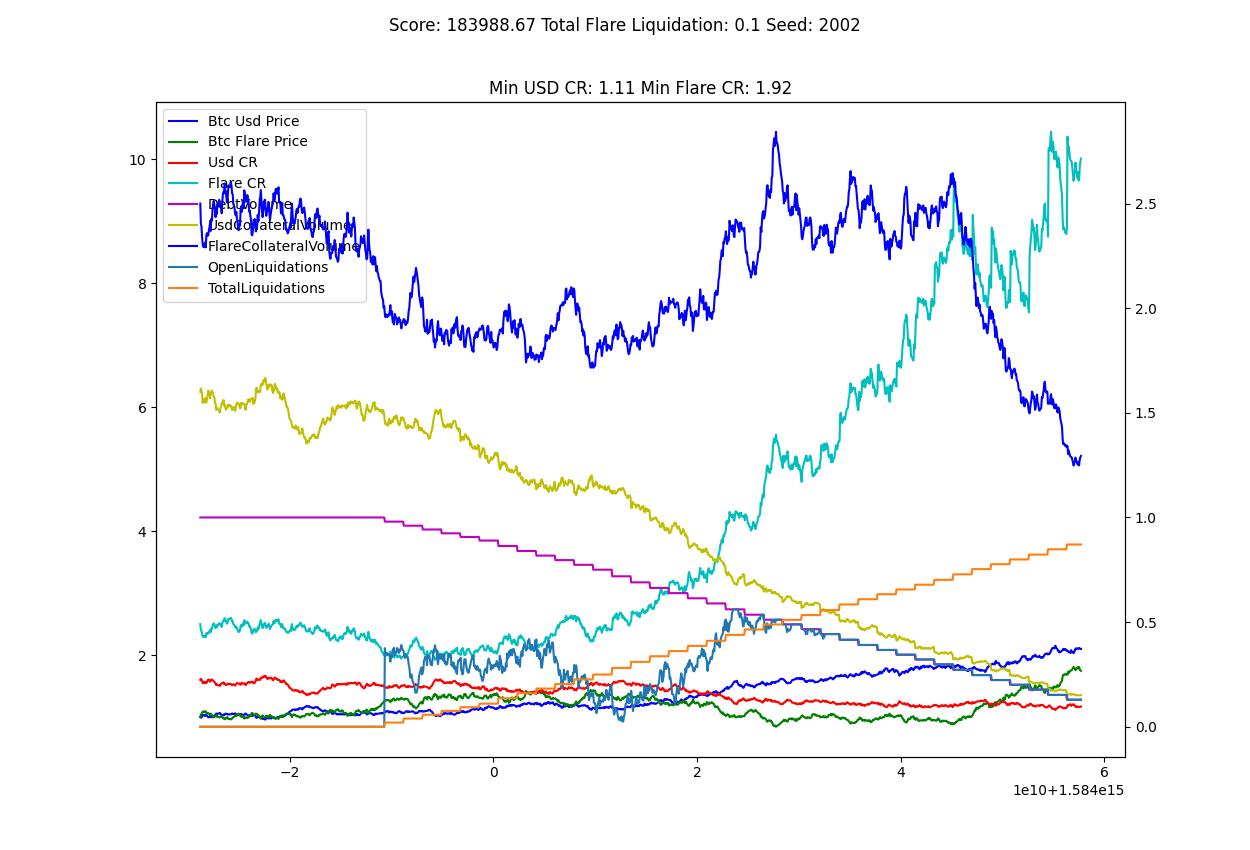 Score: 183988.67 Total Flare Liquidation: 0.1 Seed: 2002
Min USD CR: 1.11 Min Flare CR: 1.92
Btc Usd Price
Btc Flare Price
Usd CR
Flare CR
DebtVolume
UsdCollateralVolume
FlareCollateralVolume
OpenLiquidations
TotalLiquidations
10
8
6
4
2
2.5
2.0
1.5
1.0
0.5
0.0
−2
0
2
4
6
1e10+1.584e15